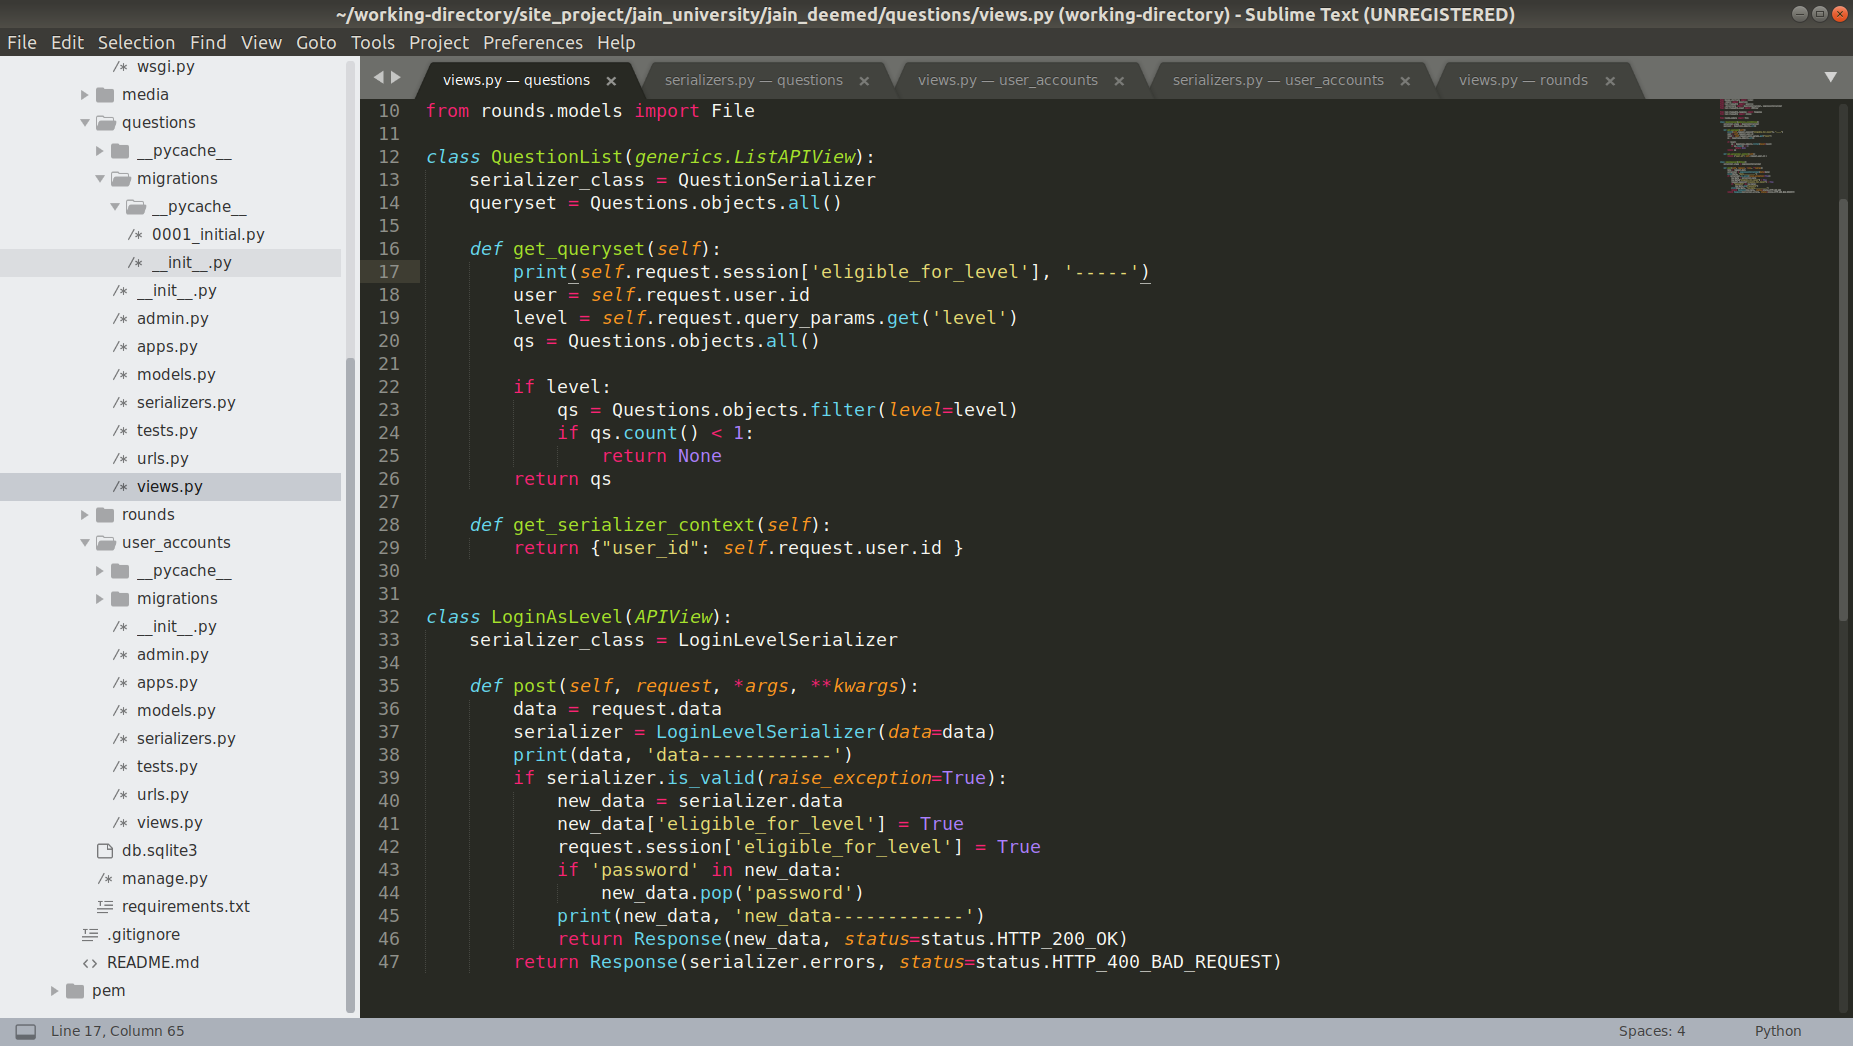 ~/working-directory/site_project/jain_university/jain_deemed/questions/views.py (working-directory) - Sublime Text (UNREGISTERED)
File Edit Selection Find View Goto Tools Project Preferences Help
wsgi.py
media
questions
__pycache__
migrations
__pycache__
0001_initial.py
__init__.py
__init__.py
admin.py
apps.py
models.py
serializers.py
tests.py
urls.py
views.py
rounds
user_accounts
__pycache__
migrations
__init__.py
admin.py
apps.py
models.py
serializers.py
tests.py
urls.py
views.py
db.sqlite3
manage.py
requirements.txt
.gitignore
README.md
pem
views.py — questions
serializers.py — questions
views.py — user_accounts
serializers.py — user_accounts
views.py — rounds
10 from rounds.models import File
11
12 class QuestionList(generics.ListAPIView):
13     serializer_class = QuestionSerializer
14     queryset = Questions.objects.all()
15
16     def get_queryset(self):
17         print(self.request.session['eligible_for_level'], '-----')
18         user = self.request.user.id
19         level = self.request.query_params.get('level')
20         qs = Questions.objects.all()
21
22         if level:
23             qs = Questions.objects.filter(level=level)
24             if qs.count() < 1:
25                 return None
26         return qs
27
28     def get_serializer_context(self):
29         return {"user_id": self.request.user.id }
30
31
32 class LoginAsLevel(APIView):
33     serializer_class = LoginLevelSerializer
34
35     def post(self, request, *args, **kwargs):
36         data = request.data
37         serializer = LoginLevelSerializer(data=data)
38         print(data, 'data------------')
39         if serializer.is_valid(raise_exception=True):
40             new_data = serializer.data
41             new_data['eligible_for_level'] = True
42             request.session['eligible_for_level'] = True
43             if 'password' in new_data:
44                 new_data.pop('password')
45             print(new_data, 'new_data------------')
46             return Response(new_data, status=status.HTTP_200_OK)
47         return Response(serializer.errors, status=status.HTTP_400_BAD_REQUEST)
Line 17, Column 65
Spaces: 4
Python